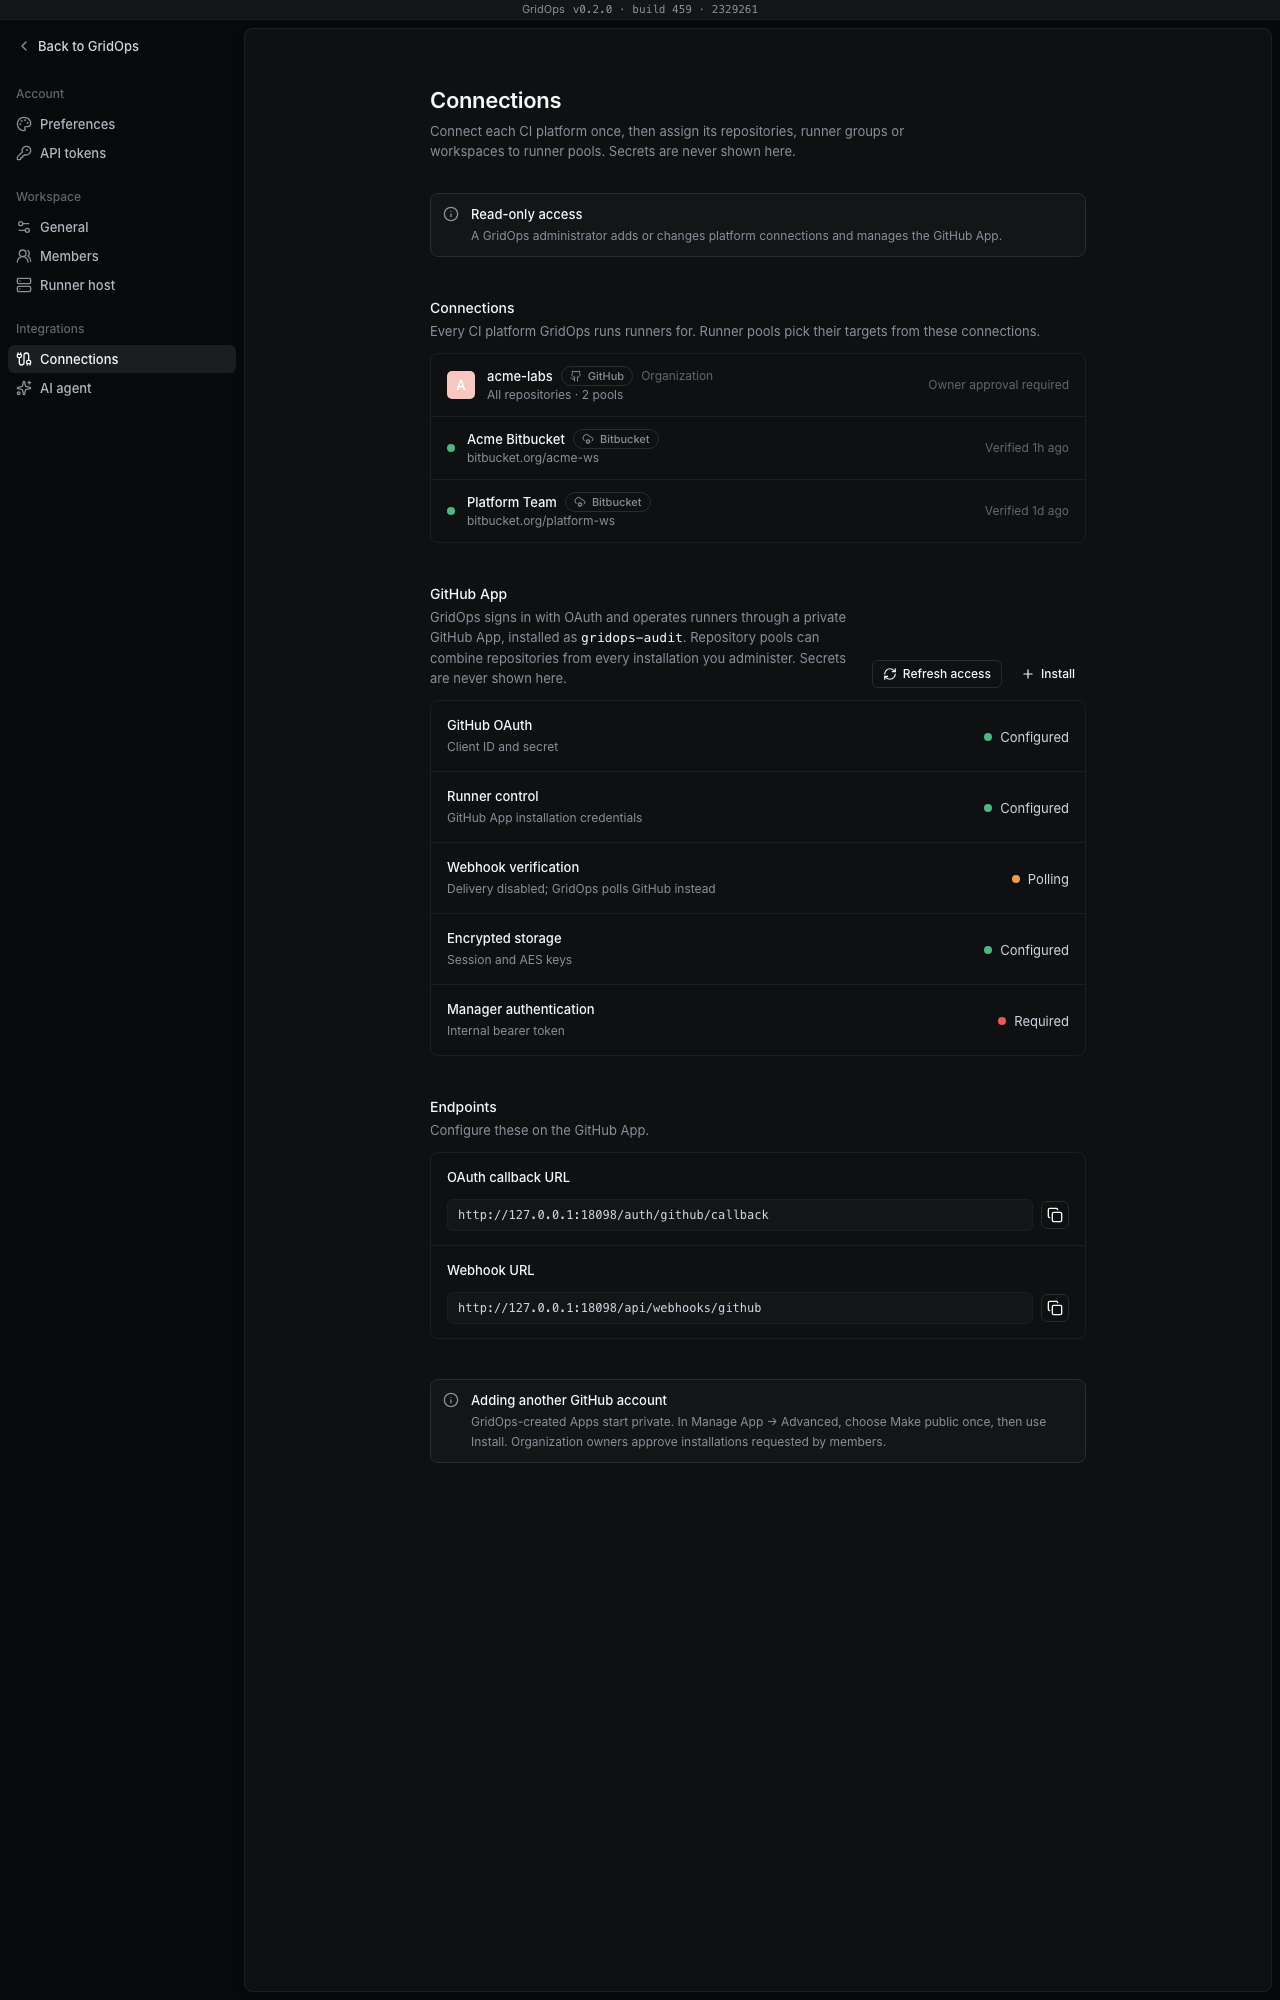 GridOps v0.2.0 · build 459 · 2329261
Back to GridOps
Account
Preferences
API tokens
Workspace
General
Members
Runner host
Integrations
Connections
AI agent
Connections
Connect each CI platform once, then assign its repositories, runner groups or
workspaces to runner pools. Secrets are never shown here.
Read-only access
A GridOps administrator adds or changes platform connections and manages the GitHub App.
Connections
Every CI platform GridOps runs runners for. Runner pools pick their targets from these connections.
A
acme-labs GitHub Organization
All repositories · 2 pools
Owner approval required
Acme Bitbucket Bitbucket
bitbucket.org/acme-ws
Verified 1h ago
Platform Team Bitbucket
bitbucket.org/platform-ws
Verified 1d ago
GitHub App
GridOps signs in with OAuth and operates runners through a private
GitHub App, installed as gridops-audit. Repository pools can
combine repositories from every installation you administer. Secrets
are never shown here.
Refresh access
Install
GitHub OAuth
Client ID and secret
Configured
Runner control
GitHub App installation credentials
Configured
Webhook verification
Delivery disabled; GridOps polls GitHub instead
Polling
Encrypted storage
Session and AES keys
Configured
Manager authentication
Internal bearer token
Required
Endpoints
Configure these on the GitHub App.
OAuth callback URL
http://127.0.0.1:18098/auth/github/callback
Webhook URL
http://127.0.0.1:18098/api/webhooks/github
Adding another GitHub account
GridOps-created Apps start private. In Manage App → Advanced, choose Make public once, then use
Install. Organization owners approve installations requested by members.